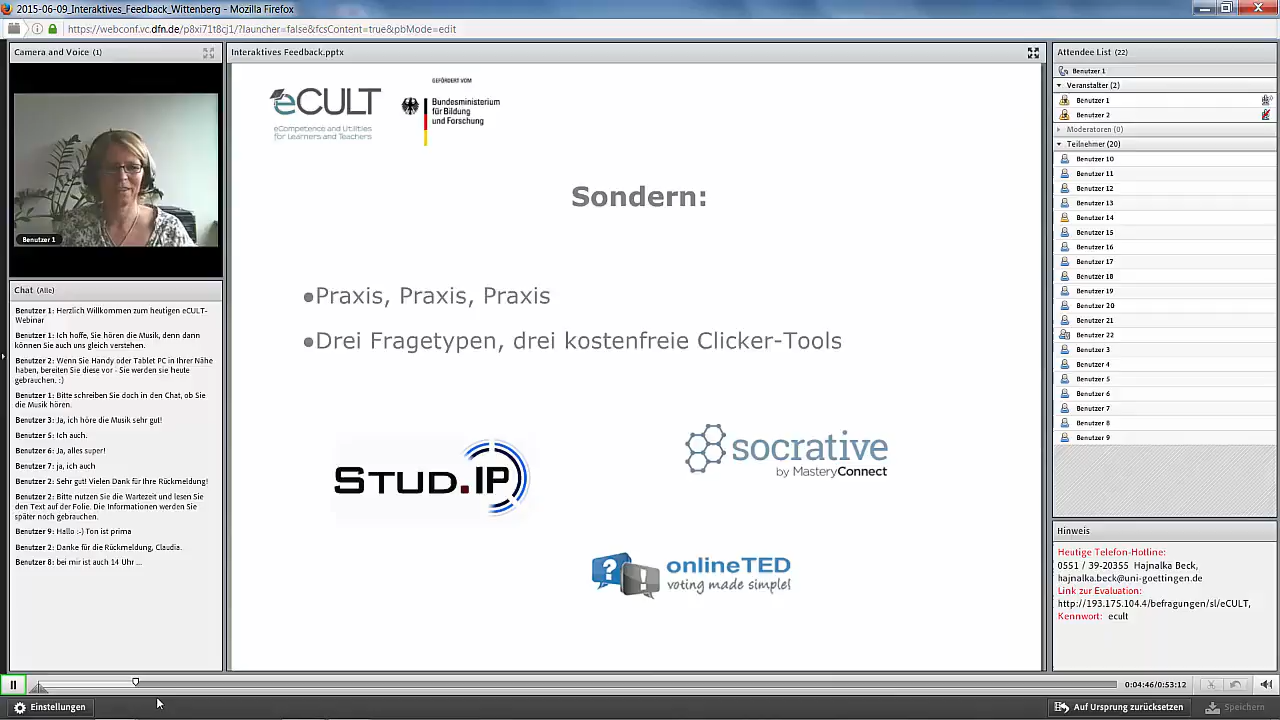 2015-06-09_Interaktives_Feedback_Wittenberg - Mozilla Firefox
https://webconf.vc.dfn.de/p8xi71t8cj1/?launcher=false&fcsContent=true&pbMode=edit
Camera and Voice (1)
Benutzer 1
Chat (Alle)
Benutzer 1: Herzlich Willkommen zum heutigen eCULT-
Webinar
Benutzer 1: Ich hoffe, Sie hören die Musik, denn dann
können Sie auch uns gleich verstehen.
Benutzer 2: Wenn Sie Handy oder Tablet PC in Ihrer Nähe
haben, bereiten Sie diese vor - Sie werden sie heute
gebrauchen. :)
Benutzer 1: Bitte schreiben Sie doch in den Chat, ob Sie
die Musik hören.
Benutzer 3: Ja, ich höre die Musik sehr gut!
Benutzer 5: Ich auch.
Benutzer 6: Ja, alles super!
Benutzer 7: ja, ich auch
Benutzer 2: Sehr gut! Vielen Dank für Ihre Rückmeldung!
Benutzer 2: Bitte nutzen Sie die Wartezeit und lesen Sie
den Text auf der Folie. Die Informationen werden Sie
später noch gebrauchen.
Benutzer 9: Hallo :-) Ton ist prima
Benutzer 2: Danke für die Rückmeldung, Claudia.
Benutzer 8: bei mir ist auch 14 Uhr ...
Interaktives Feedback.pptx
eCULT
eCompetence and Utilities
for Learners and Teachers
GEFÖRDERT VOM
Bundesministerium
für Bildung
und Forschung
Sondern:
●Praxis, Praxis, Praxis
●Drei Fragetypen, drei kostenfreie Clicker-Tools
STUD.IP
socrative
by MasteryConnect
? !
onlineTED
voting made simple!
Attendee List (22)
Benutzer 1
Veranstalter (2)
Benutzer 1
Benutzer 2
Moderatoren (0)
Teilnehmer (20)
Benutzer 10
Benutzer 11
Benutzer 12
Benutzer 13
Benutzer 14
Benutzer 15
Benutzer 16
Benutzer 17
Benutzer 18
Benutzer 19
Benutzer 20
Benutzer 21
Benutzer 22
Benutzer 3
Benutzer 4
Benutzer 5
Benutzer 6
Benutzer 7
Benutzer 8
Benutzer 9
Hinweis
Heutige Telefon-Hotline:
0551 / 39-20355 Hajnalka Beck,
hajnalka.beck@uni-goettingen.de
Link zur Evaluation:
http://193.175.104.4/befragungen/sl/eCULT,
Kennwort: ecult
0:04:46/0:53:12
Einstellungen
Auf Ursprung zurücksetzen
Speichern